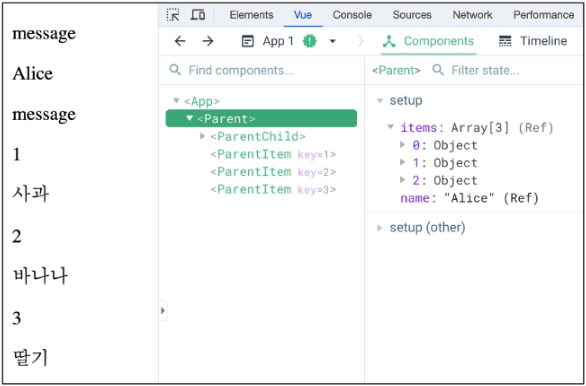 message
Alice
message
1
사과
2
바나나
3
딸기
Elements Vue Console Sources Network Performance
App 1 Components Timeline
Find components...
<App>
<Parent>
<ParentChild>
<ParentItem key=1>
<ParentItem key=2>
<ParentItem key=3>
<Parent> Filter state...
setup
items: Array[3] (Ref)
0: Object
1: Object
2: Object
name: "Alice" (Ref)
setup (other)